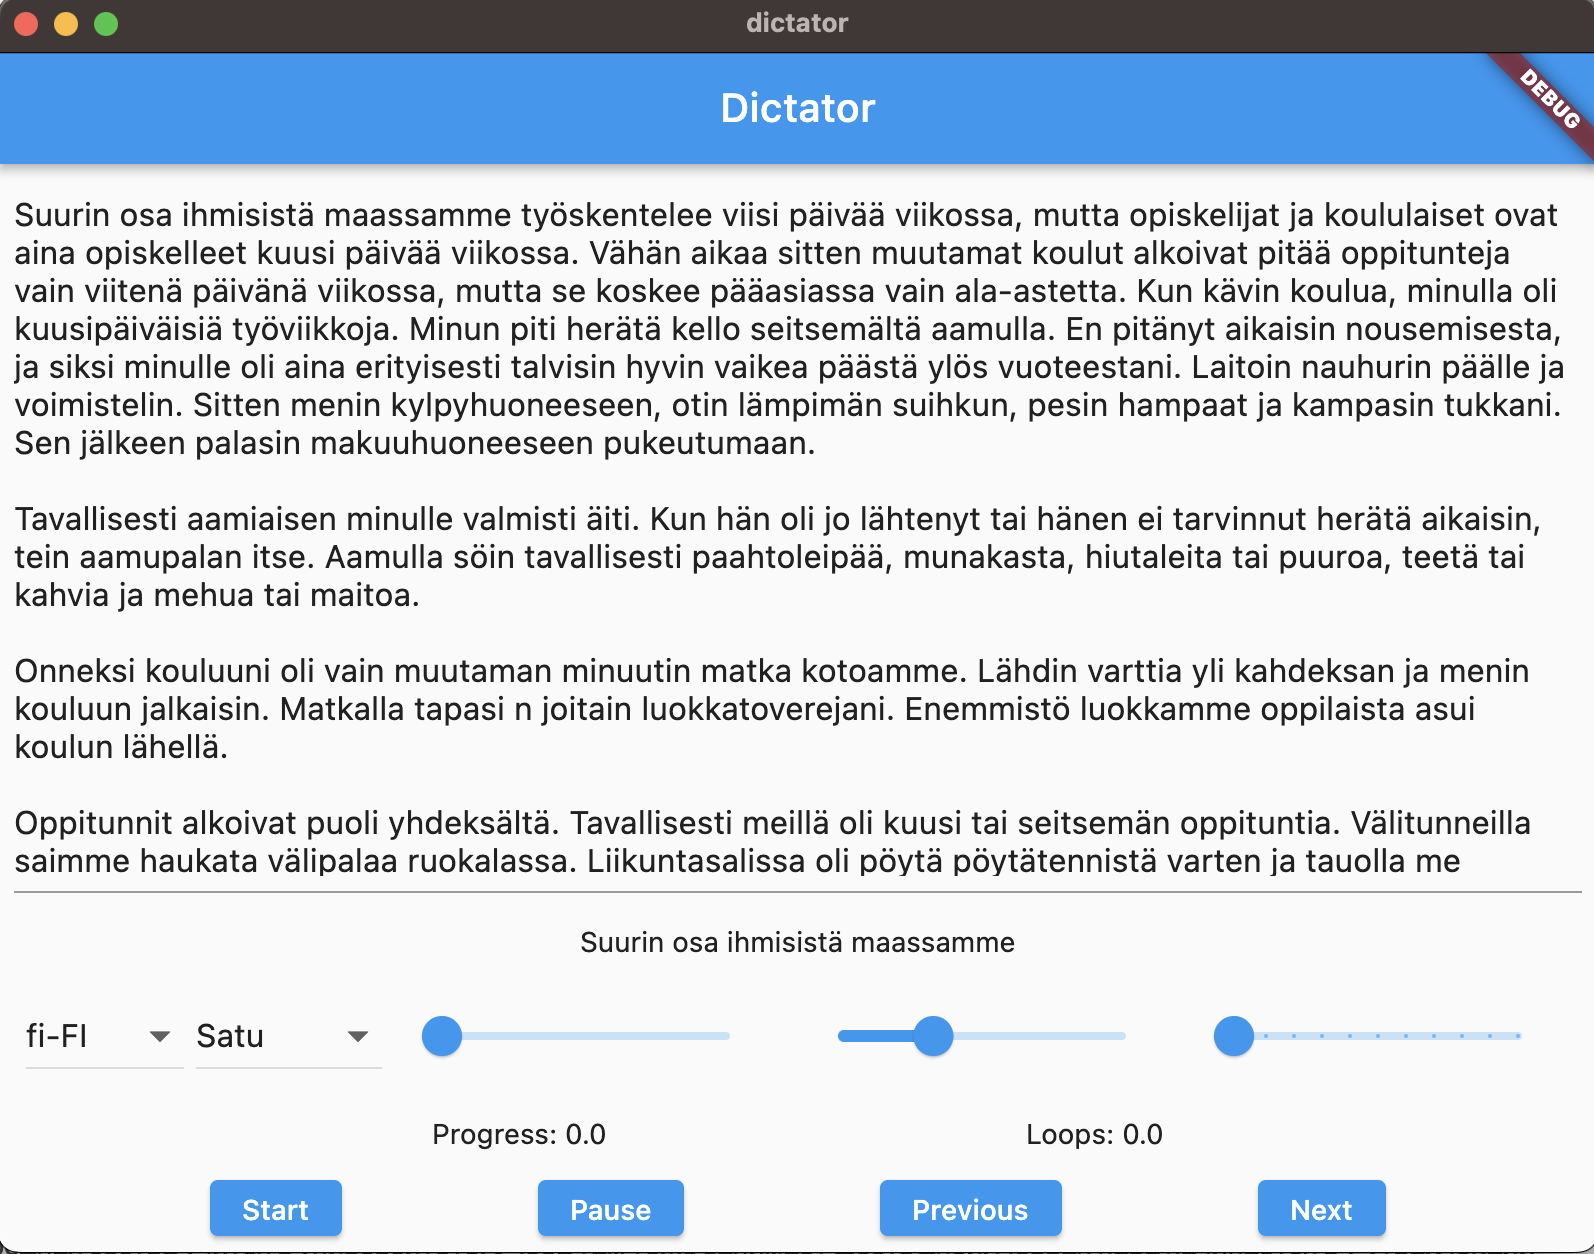 dictator
Dictator
DEBUG
Suurin osa ihmisistä maassamme työskentelee viisi päivää viikossa, mutta opiskelijat ja koululaiset ovat
aina opiskelleet kuusi päivää viikossa. Vähän aikaa sitten muutamat koulut alkoivat pitää oppitunteja
vain viitenä päivänä viikossa, mutta se koskee pääasiassa vain ala-astetta. Kun kävin koulua, minulla oli
kuusipäiväisiä työviikkoja. Minun piti herätä kello seitsemältä aamulla. En pitänyt aikaisin nousemisesta,
ja siksi minulle oli aina erityisesti talvisin hyvin vaikea päästä ylös vuoteestani. Laitoin nauhurin päälle ja
voimistelin. Sitten menin kylpyhuoneeseen, otin lämpimän suihkun, pesin hampaat ja kampasin tukkani.
Sen jälkeen palasin makuuhuoneeseen pukeutumaan.
Tavallisesti aamiaisen minulle valmisti äiti. Kun hän oli jo lähtenyt tai hänen ei tarvinnut herätä aikaisin,
tein aamupalan itse. Aamulla söin tavallisesti paahtoleipää, munakasta, hiutaleita tai puuroa, teetä tai
kahvia ja mehua tai maitoa.
Onneksi kouluuni oli vain muutaman minuutin matka kotoamme. Lähdin varttia yli kahdeksan ja menin
kouluun jalkaisin. Matkalla tapasi n joitain luokkatoverejani. Enemmistö luokkamme oppilaista asui
koulun lähellä.
Oppitunnit alkoivat puoli yhdeksältä. Tavallisesti meillä oli kuusi tai seitsemän oppituntia. Välitunneilla
saimme haukata välipalaa ruokalassa. Liikuntasalissa oli pöytä pöytätennistä varten ja tauolla me
Suurin osa ihmisistä maassamme
fi-FI Satu
Progress: 0.0 Loops: 0.0
Start Pause Previous Next